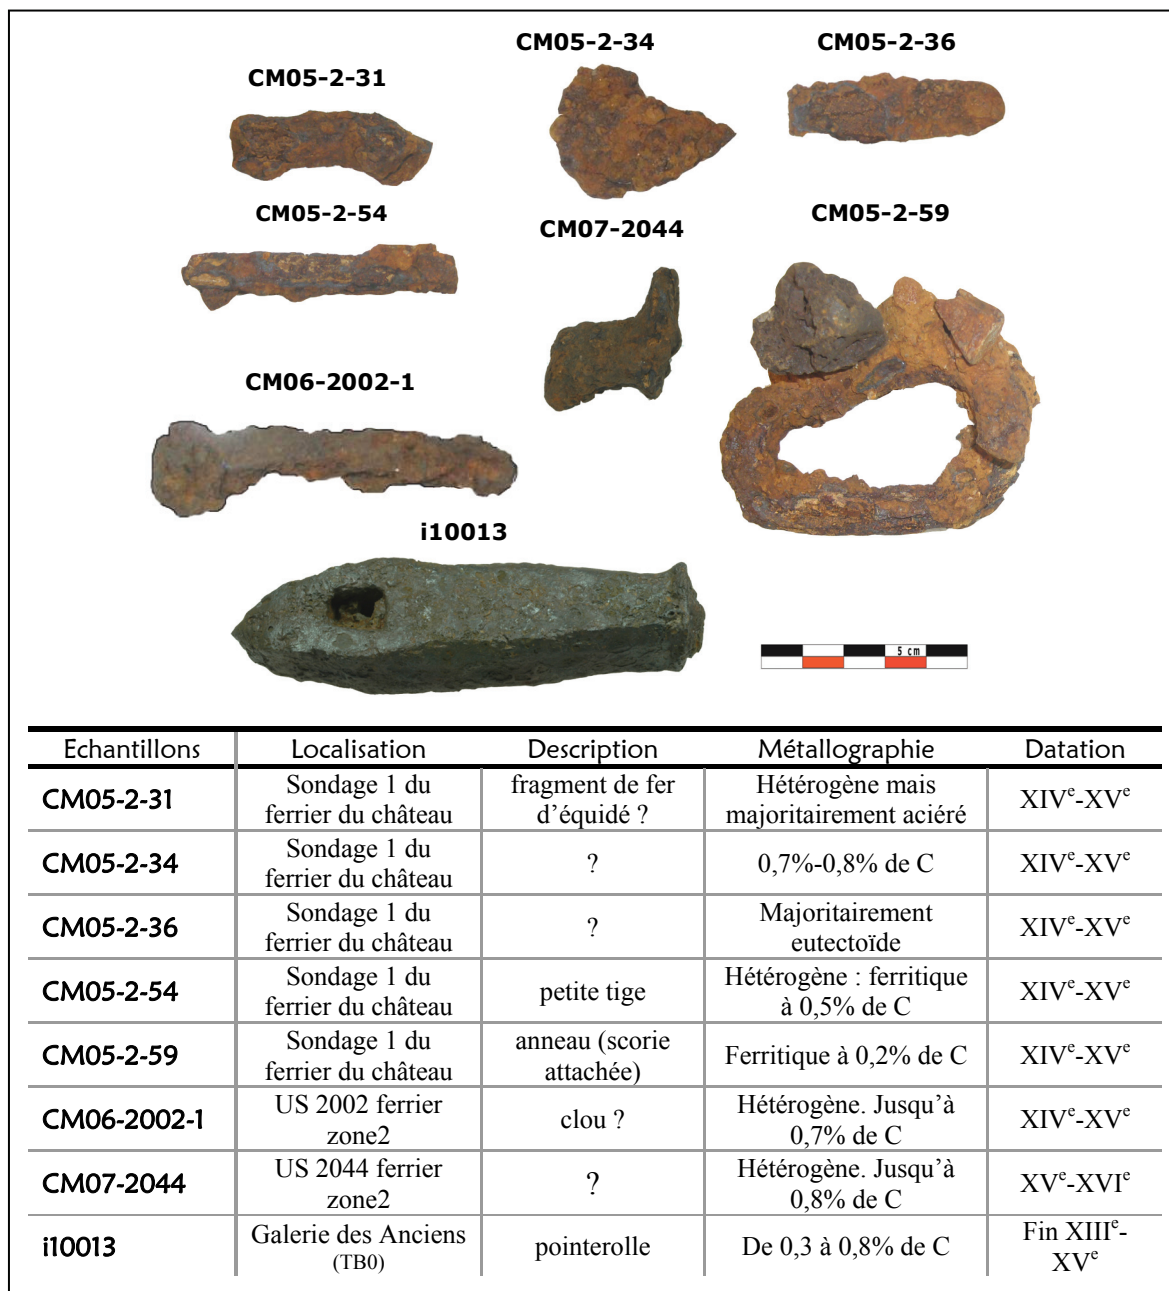 CM05-2-34
CM05-2-36
CM05-2-31
CM05-2-54
CM07-2044
CM05-2-59
CM06-2002-1
i10013
5 cm
Echantillons Localisation Description Métallographie Datation
CM05-2-31 Sondage 1 du ferrier du château fragment de fer d'équidé ? Hétérogène mais majoritairement aciéré XIVe-XVe
CM05-2-34 Sondage 1 du ferrier du château ? 0,7%-0,8% de C XIVe-XVe
CM05-2-36 Sondage 1 du ferrier du château ? Majoritairement eutectoïde XIVe-XVe
CM05-2-54 Sondage 1 du ferrier du château petite tige Hétérogène : ferritique à 0,5% de C XIVe-XVe
CM05-2-59 Sondage 1 du ferrier du château anneau (scorie attachée) Ferritique à 0,2% de C XIVe-XVe
CM06-2002-1 US 2002 ferrier zone2 clou ? Hétérogène. Jusqu'à 0,7% de C XIVe-XVe
CM07-2044 US 2044 ferrier zone2 ? Hétérogène. Jusqu'à 0,8% de C XVe-XVIe
i10013 Galerie des Anciens (TB0) pointerolle De 0,3 à 0,8% de C Fin XIIIe-XVe